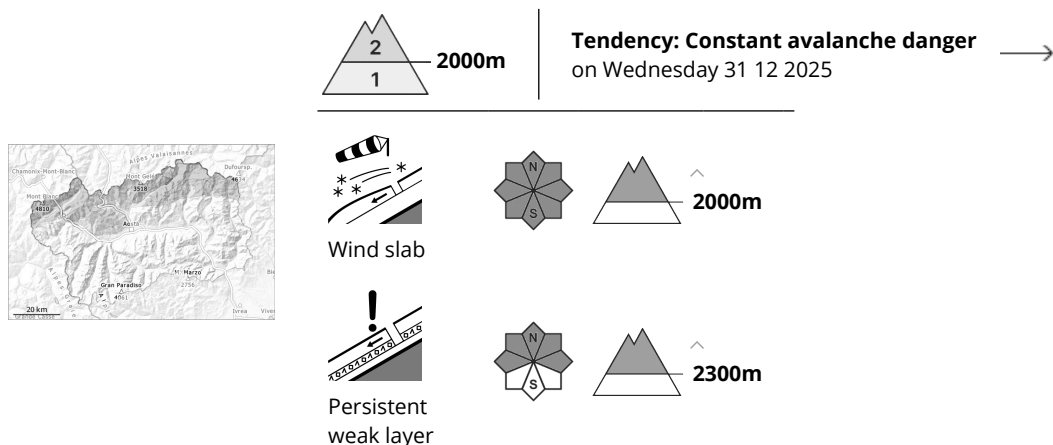 2
1
2000m
Tendency: Constant avalanche danger
on Wednesday 31 12 2025
Alpes Valaisannes
Chamonix-Mont-Blanc
Mont Gelé
3518
Dufoursp.
Mont Blanc
4810
Aosta
M. Marzo
2756
Gran Paradiso
4061
20 km
Ivrea
N
S
2000m
Wind slab
N
S
2300m
Persistent
weak layer